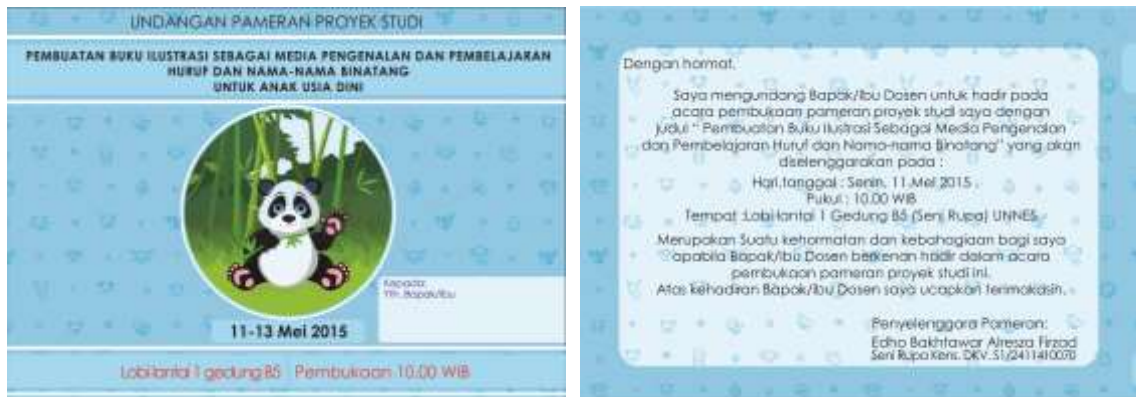 UNDANGAN PAMERAN PROYEK STUDI
PEMBUATAN BUKU ILUSTRASI SEBAGAI MEDIA PENGENALAN DAN PEMBELAJARAN
HURUF DAN NAMA-NAMA BINATANG
UNTUK ANAK USIA DINI
Kepada:
Yth. Bapak/Ibu
11-13 Mei 2015
Lobi lantai 1 gedung B5 Pembukaan 10.00 WIB
Dengan hormat,
Saya mengundang Bapak/Ibu Dosen untuk hadir pada
acara pembukaan pameran proyek studi saya dengan
judul " Pembuatan Buku Ilustrasi Sebagai Media Pengenalan
dan Pembelajaran Huruf dan Nama-nama Binatang" yang akan
diselenggarakan pada :
Hari,tanggal : Senin, 11 Mei 2015
Pukul : 10.00 WIB
Tempat :Lobi lantai 1 Gedung B5 (Seni Rupa) UNNES
Merupakan Suatu kehormatan dan kebahagiaan bagi saya
apabila Bapak/Ibu Dosen berkenan hadir dalam acara
pembukaan pameran proyek studi ini.
Atas kehadiran Bapak/Ibu Dosen saya ucapkan terimakasih.
Penyelenggara Pameran:
Edho Bakhtawar Alresza Firzad
Seni Rupa Kons. DKV. S1/2411410070